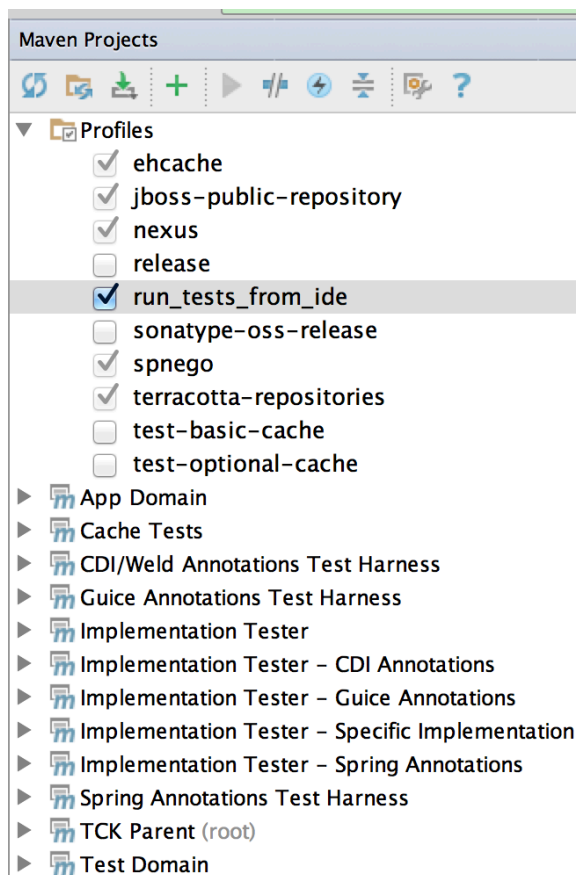 Maven Projects
?
Profiles
ehcache
jboss-public-repository
nexus
release
run_tests_from_ide
sonatype-oss-release
spnego
terracotta-repositories
test-basic-cache
test-optional-cache
m App Domain
m Cache Tests
m CDI/Weld Annotations Test Harness
m Guice Annotations Test Harness
m Implementation Tester
m Implementation Tester - CDI Annotations
m Implementation Tester - Guice Annotations
m Implementation Tester - Specific Implementation
m Implementation Tester - Spring Annotations
m Spring Annotations Test Harness
m TCK Parent (root)
m Test Domain